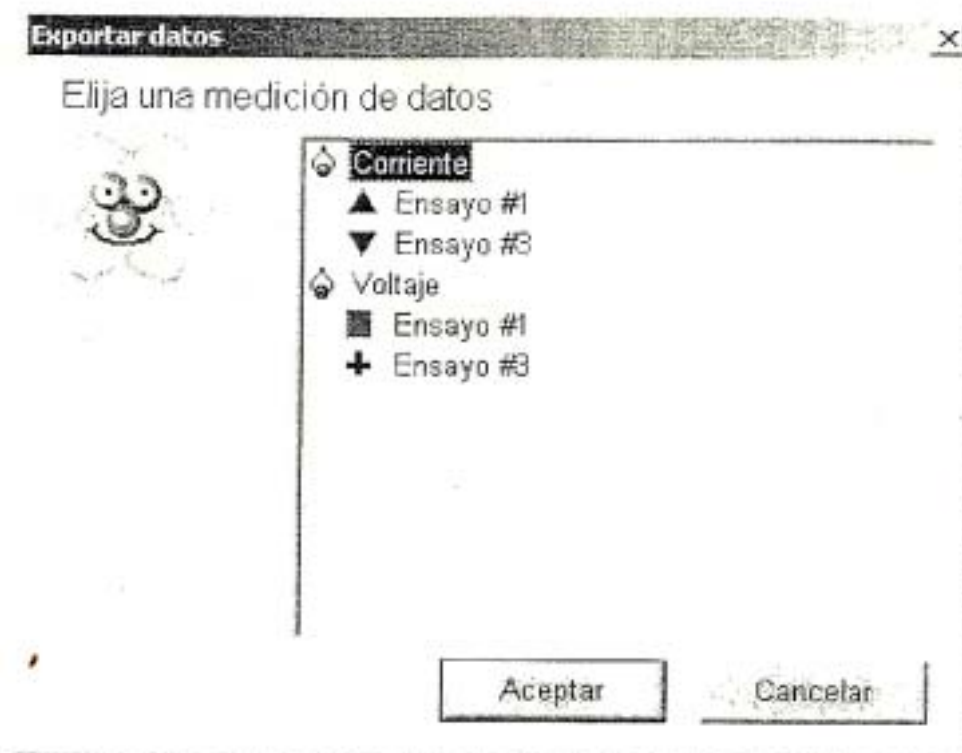 Exportar datos
Elija una medición de datos
Corriente
Ensayo #1
Ensayo #3
Voltaje
Ensayo #1
Ensayo #3
Aceptar
Cancelar